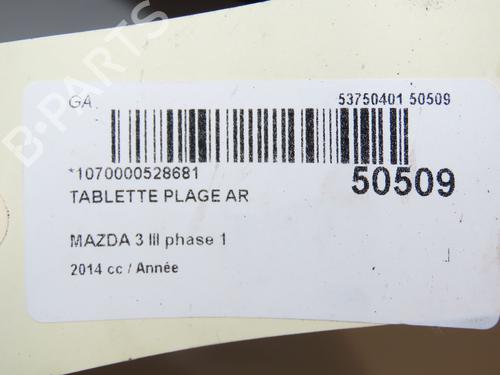 B-PARTS
GA.
53750401 50509
*1070000528681
50509
TABLETTE PLAGE AR
MAZDA 3 III phase 1
2014 cc / Année